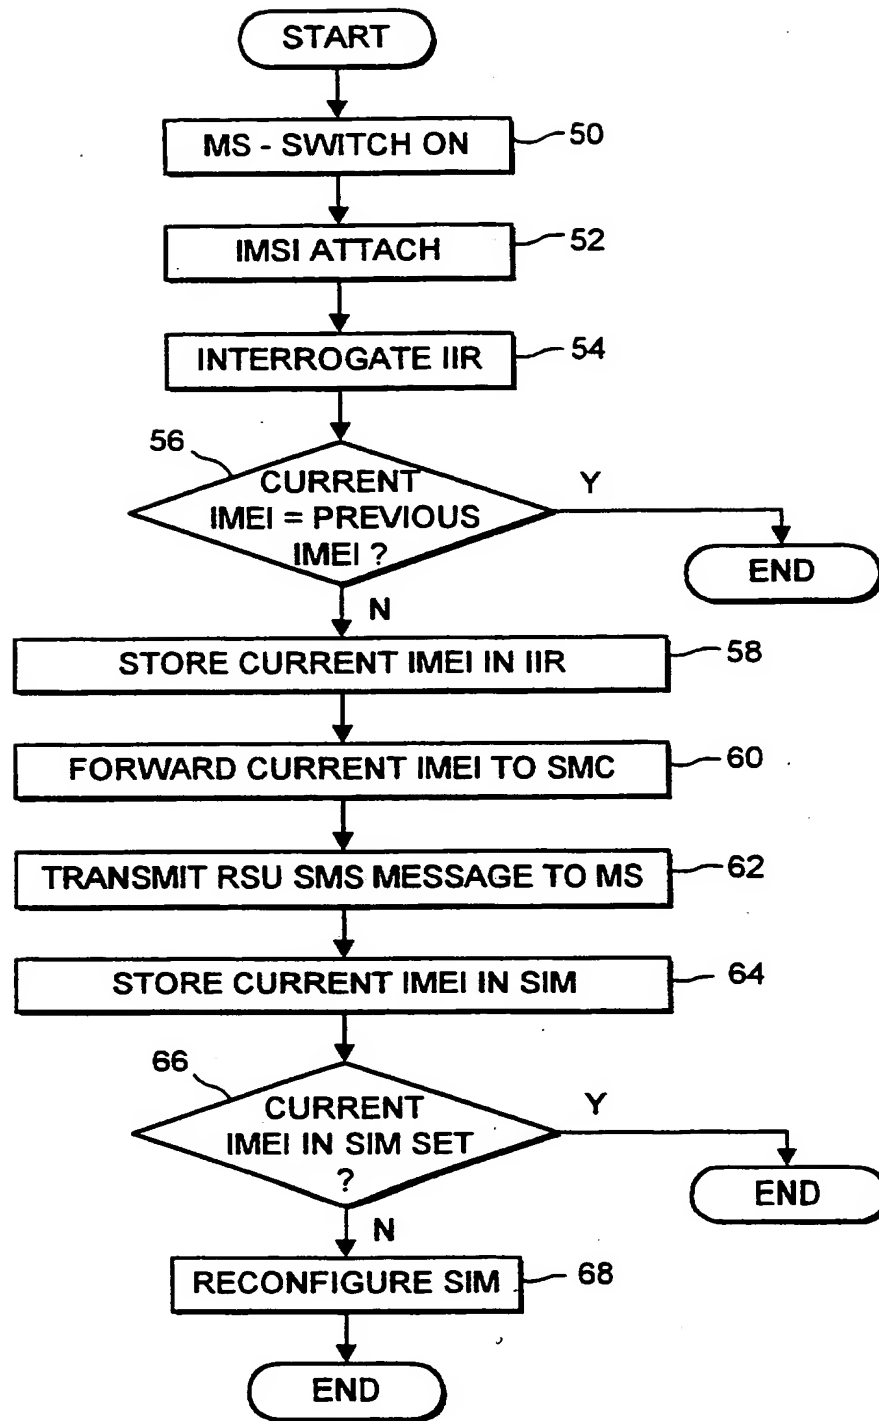 START
MS - SWITCH ON
50
IMSI ATTACH
52
INTERROGATE IIR
54
56
CURRENT
IMEI = PREVIOUS
IMEI ?
Y
END
N
STORE CURRENT IMEI IN IIR
58
FORWARD CURRENT IMEI TO SMC
60
TRANSMIT RSU SMS MESSAGE TO MS
62
STORE CURRENT IMEI IN SIM
64
66
CURRENT
IMEI IN SIM SET
?
Y
END
N
RECONFIGURE SIM
68
END